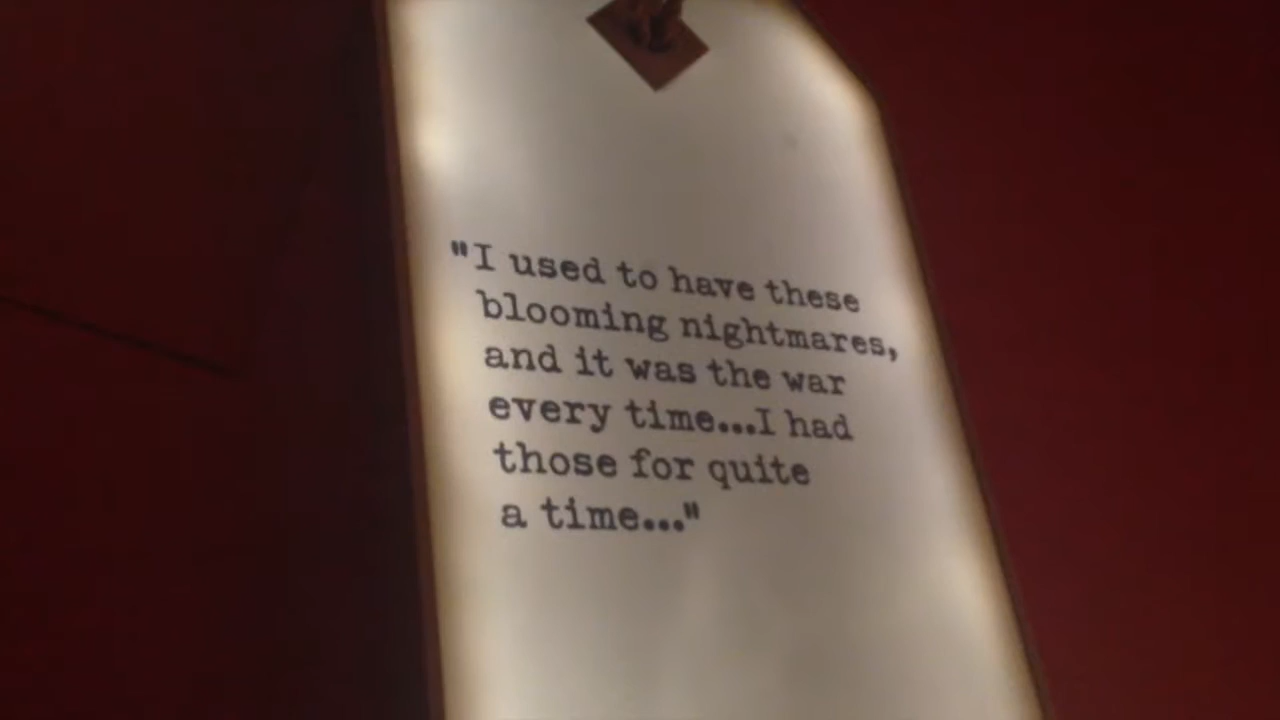 "I used to have these
blooming nightmares,
and it was the war
every time...I had
those for quite
a time..."